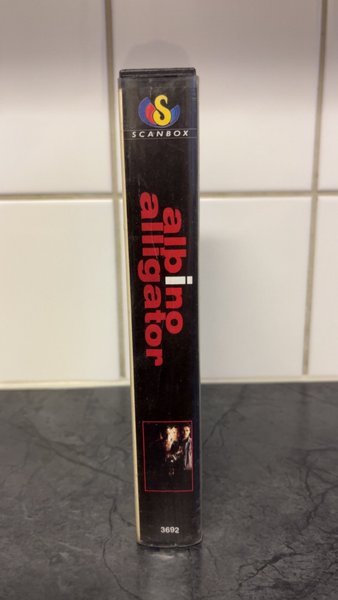 S
SCANBOX
albino
alligator
3692